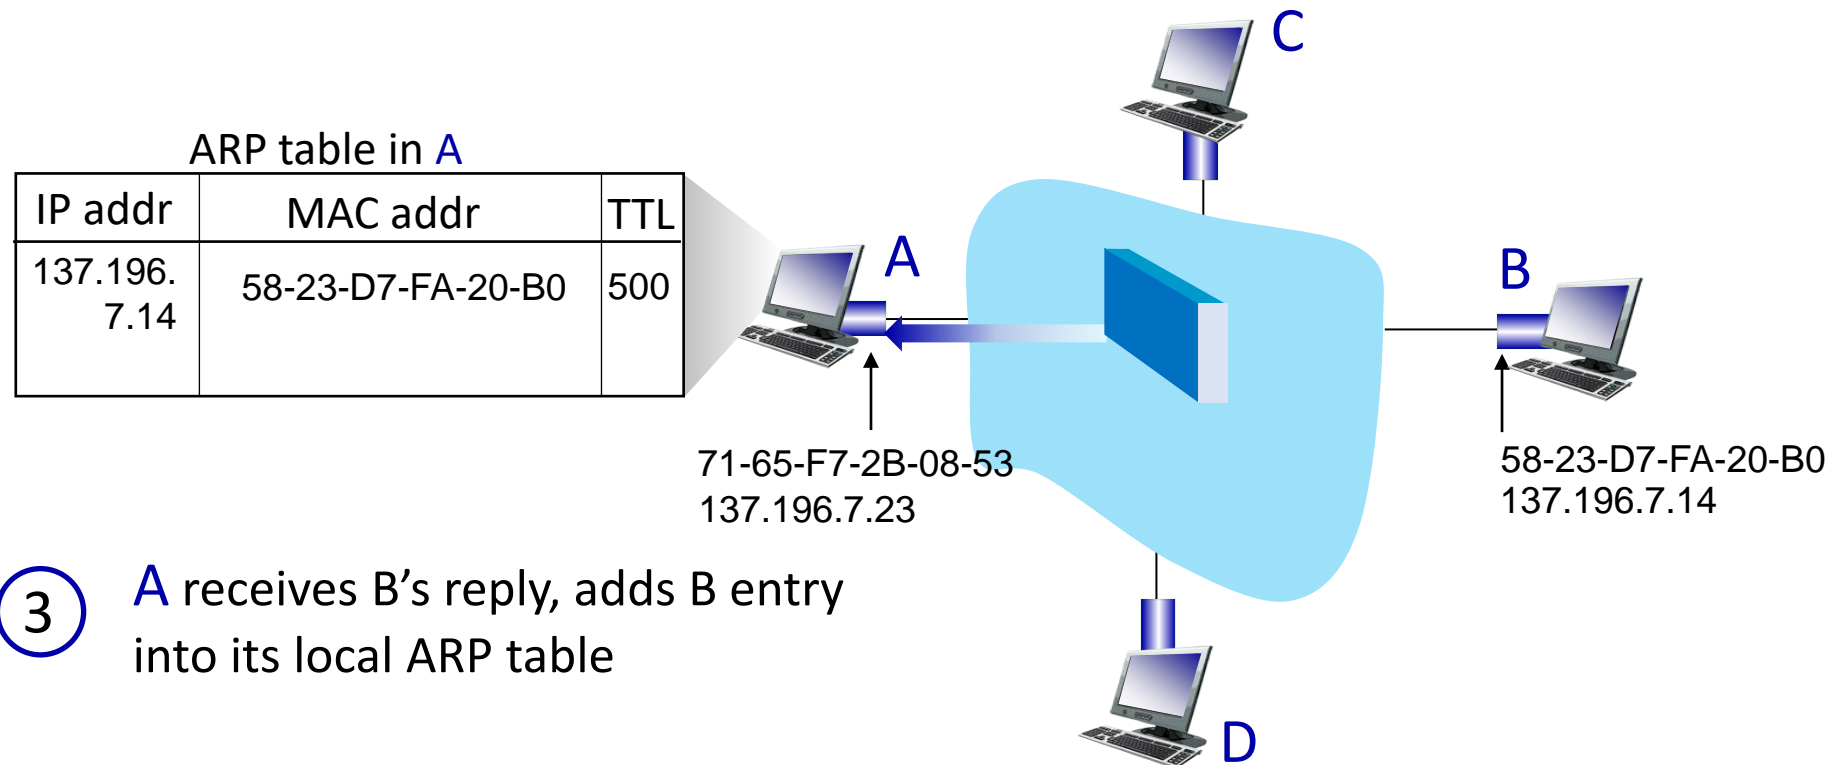 C
ARP table in A
IP addr MAC addr TTL
137.196.
7.14 58-23-D7-FA-20-B0 500
A
B
71-65-F7-2B-08-53
137.196.7.23
58-23-D7-FA-20-B0
137.196.7.14
3
A receives B’s reply, adds B entry
into its local ARP table
D